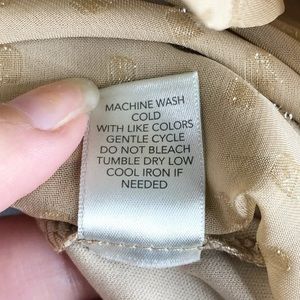 MACHINE WASH
COLD
WITH LIKE COLORS
GENTLE CYCLE
DO NOT BLEACH
TUMBLE DRY LOW
COOL IRON IF
NEEDED